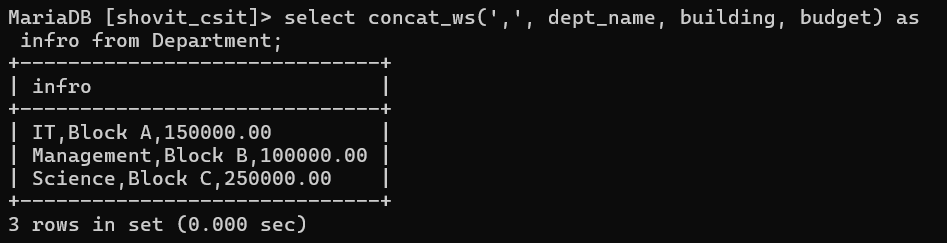 MariaDB [shovit_csit]> select concat_ws(',', dept_name, building, budget) as
 infro from Department;
+------------------------------+
| infro                        |
+------------------------------+
| IT,Block A,150000.00         |
| Management,Block B,100000.00 |
| Science,Block C,250000.00    |
+------------------------------+
3 rows in set (0.000 sec)